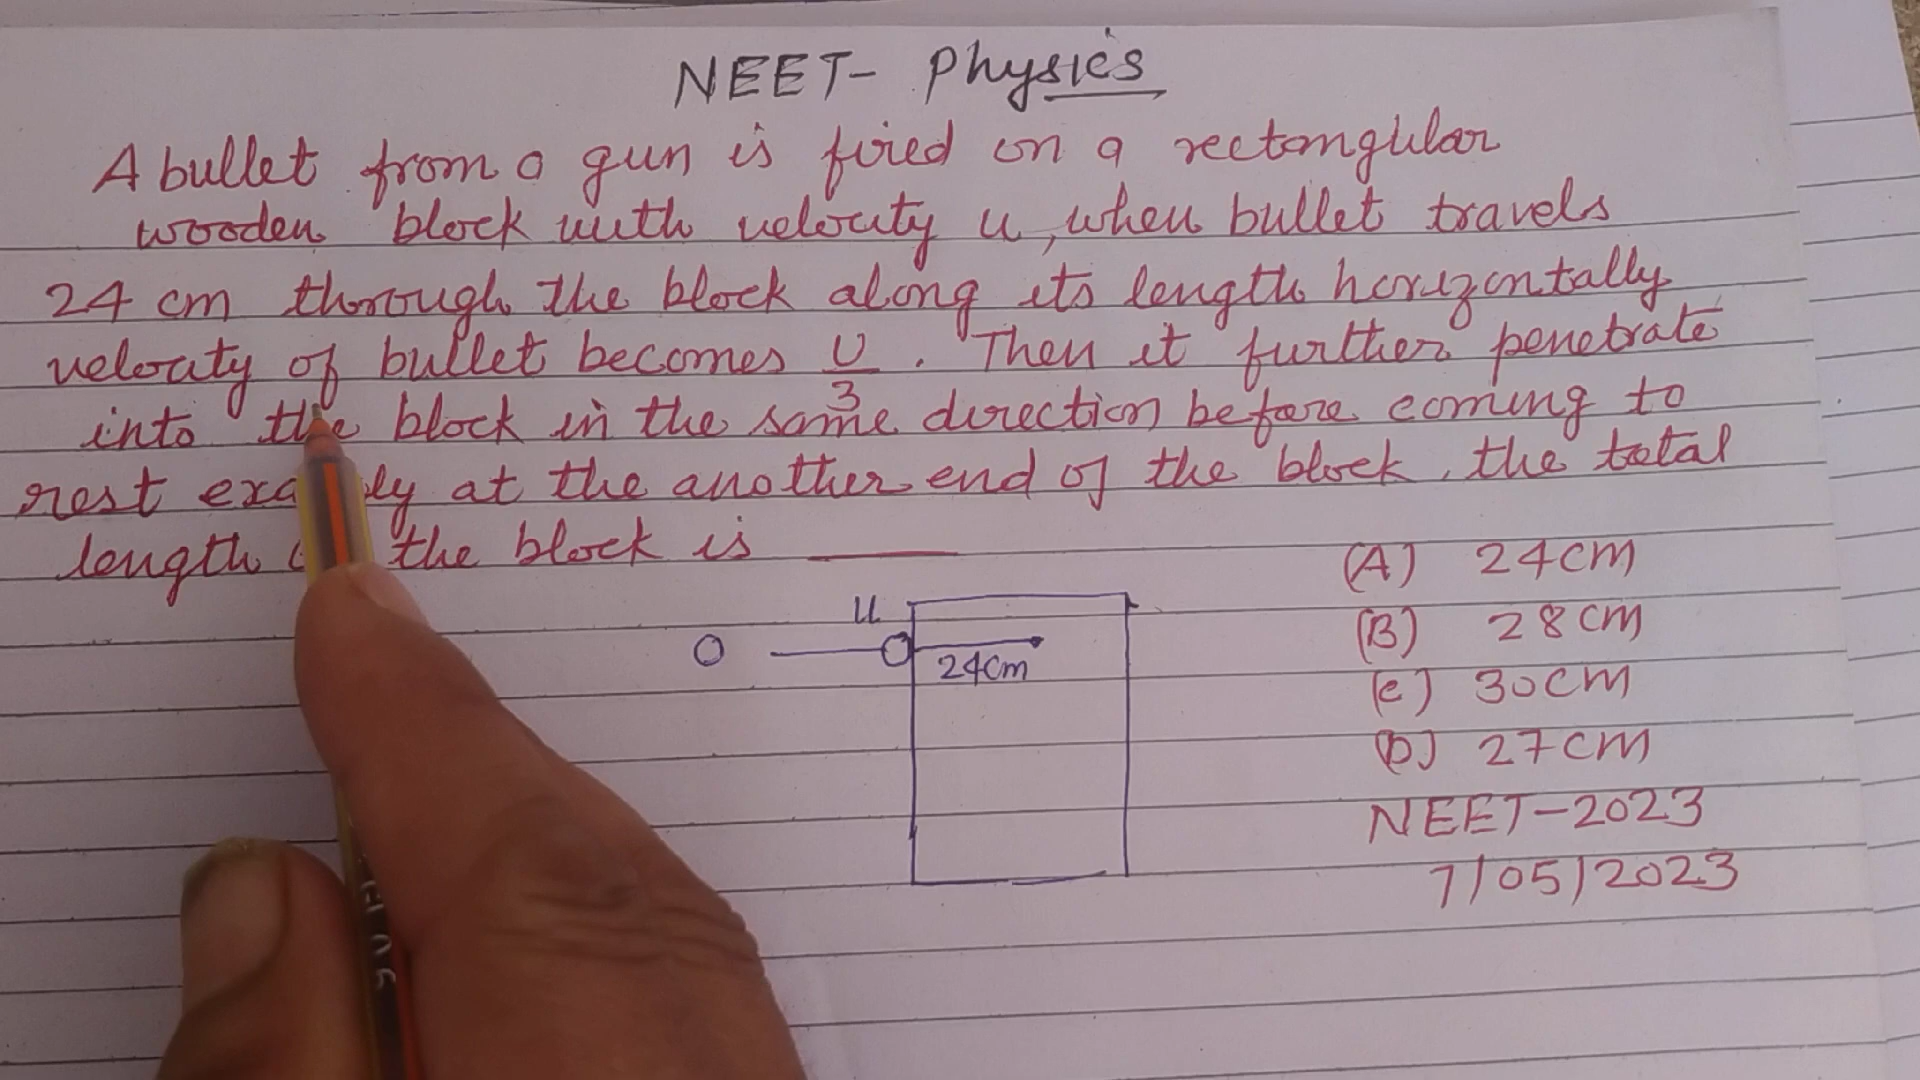 NEET- Physics
A bullet from a gun is fired on a rectangular
wooden block with velocity u, when bullet travels
24 cm through the block along its length horizontally
velocity of bullet becomes U/3. Then it further penetrate
into the block in the same direction before coming to
rest at the another end of the block, the total
length the block is ______
(A) 24cm
(B) 28cm
(C) 30cm
(D) 27cm
NEET-2023
7/05/2023
u
24cm